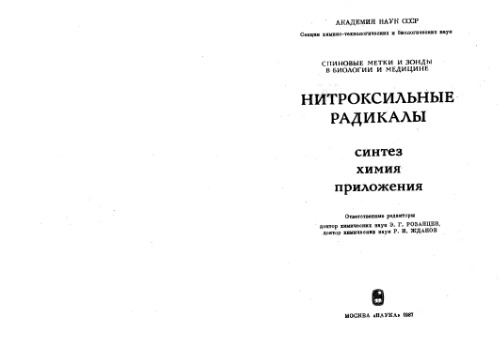 АКАДЕМИЯ НАУК СССР
Секция химико-технологических и биологических наук
СПИНОВЫЕ МЕТКИ И ЗОНДЫ
В БИОЛОГИИ И МЕДИЦИНЕ
НИТРОКСИЛЬНЫЕ
РАДИКАЛЫ
синтез
химия
приложения
Ответственные редакторы
доктор химических наук Э. Г. РОЗАНЦЕВ,
доктор химических наук Р. И. ЖДАНОВ
МОСКВА «НАУКА» 1987